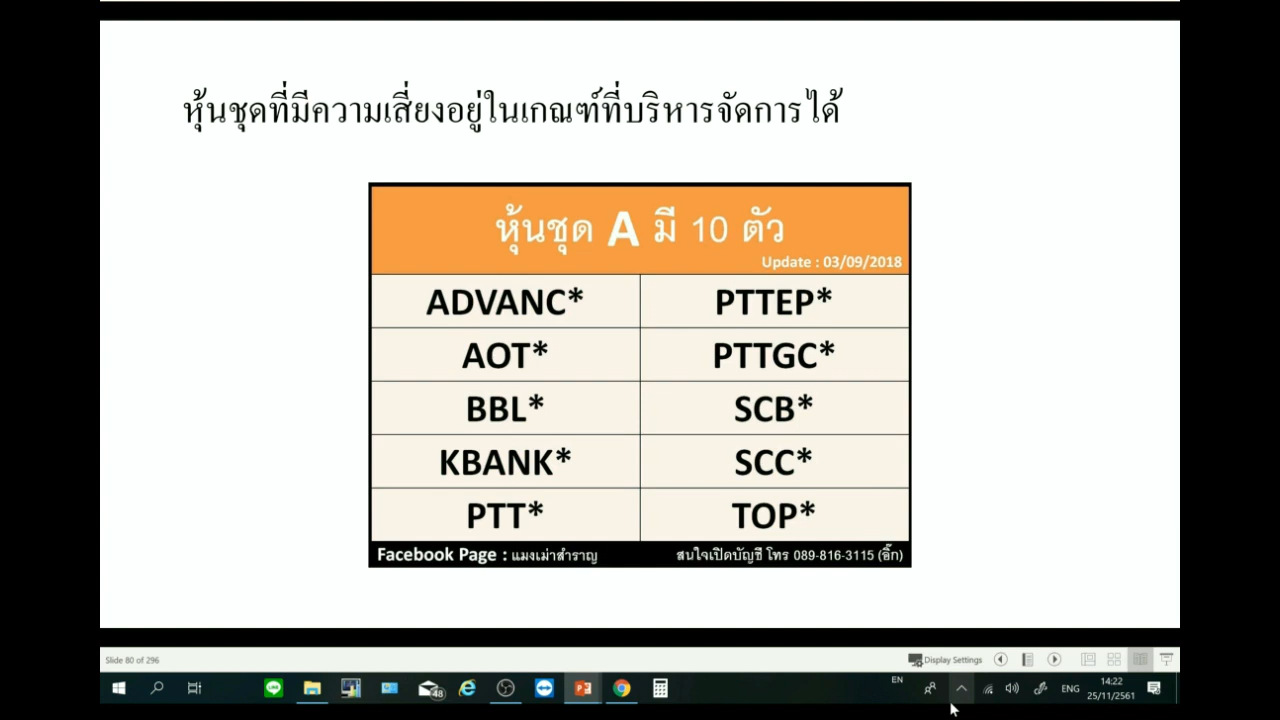 หุ้นชุดที่มีความเสี่ยงอยู่ในเกณฑ์ที่บริหารจัดการได้
หุ้นชุด A มี 10 ตัว
Update : 03/09/2018
ADVANC* PTTEP*
AOT* PTTGC*
BBL* SCB*
KBANK* SCC*
PTT* TOP*
Facebook Page : แมงเม่าสำราญ สนใจเปิดบัญชี โทร 089-816-3115 (อิ๊ก)
Slide 80 of 296 Display Settings
48 EN ENG 14:22
25/11/2561